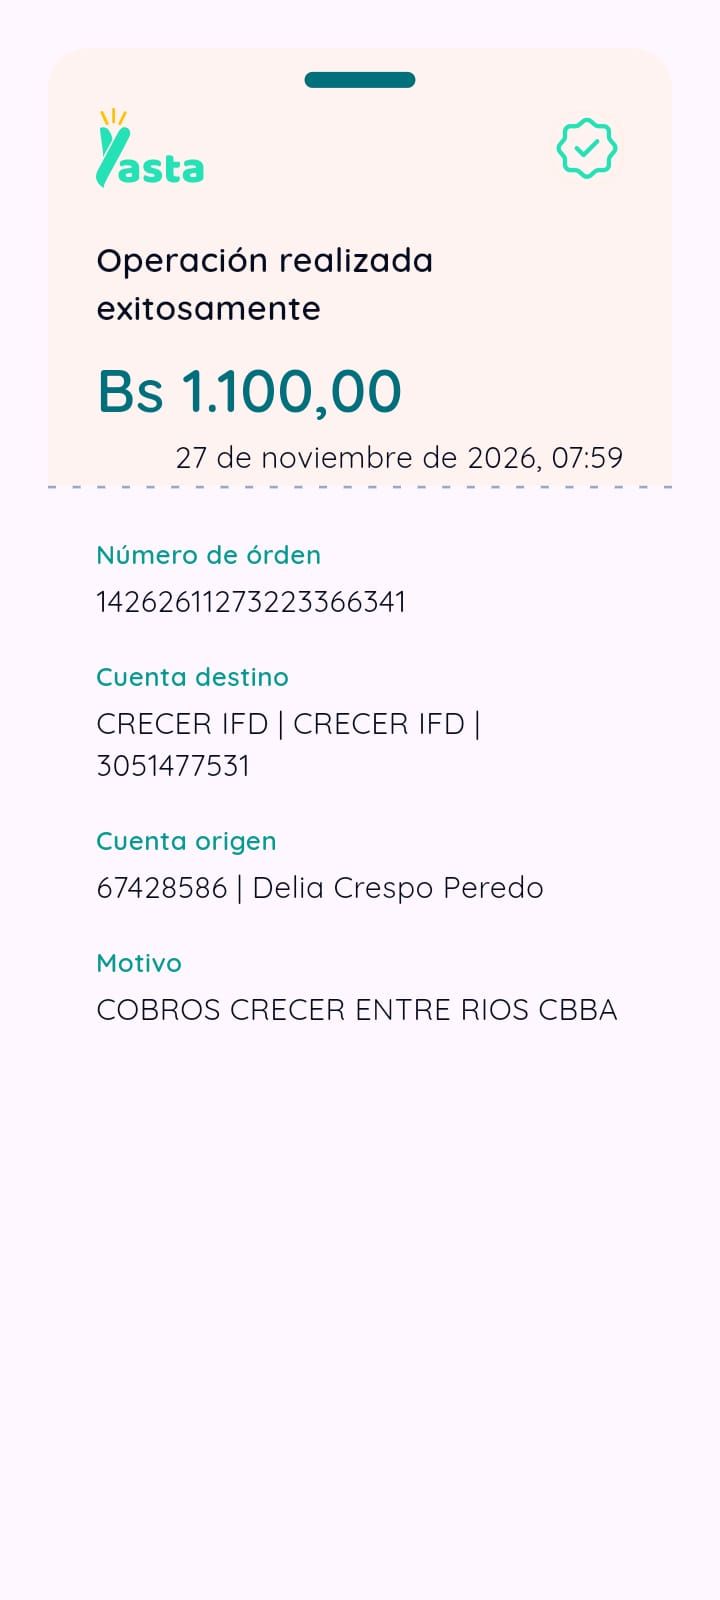 Yasta
Operación realizada
exitosamente
Bs 1.100,00
27 de noviembre de 2026, 07:59
Número de órden
14262611273223366341
Cuenta destino
CRECER IFD | CRECER IFD |
3051477531
Cuenta origen
67428586 | Delia Crespo Peredo
Motivo
COBROS CRECER ENTRE RIOS CBBA